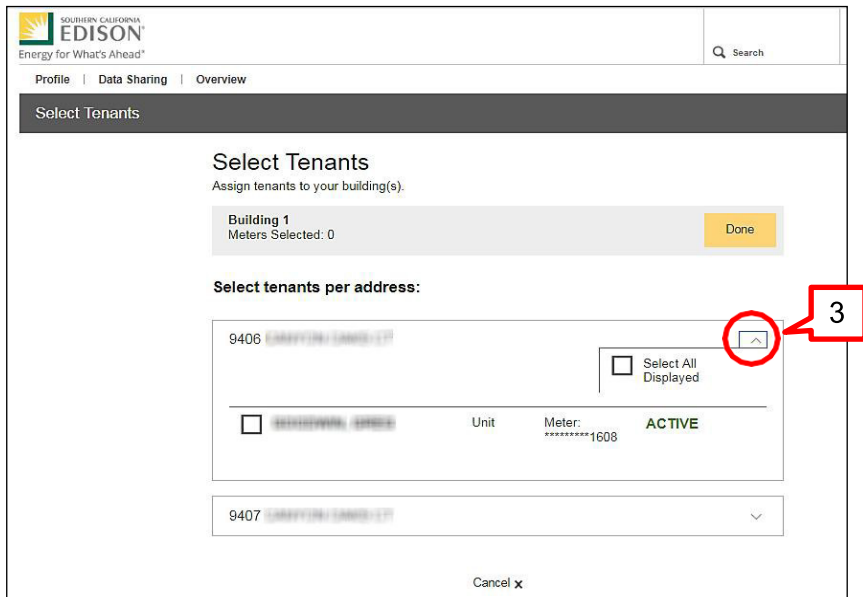 SOUTHERN CALIFORNIA
EDISON®
Energy for What's Ahead®
Search
Profile | Data Sharing | Overview
Select Tenants
Select Tenants
Assign tenants to your building(s).
Building 1
Meters Selected: 0
Done
Select tenants per address:
3
9406
Select All
Displayed
Unit
Meter:
*********1608
ACTIVE
9407
Cancel x